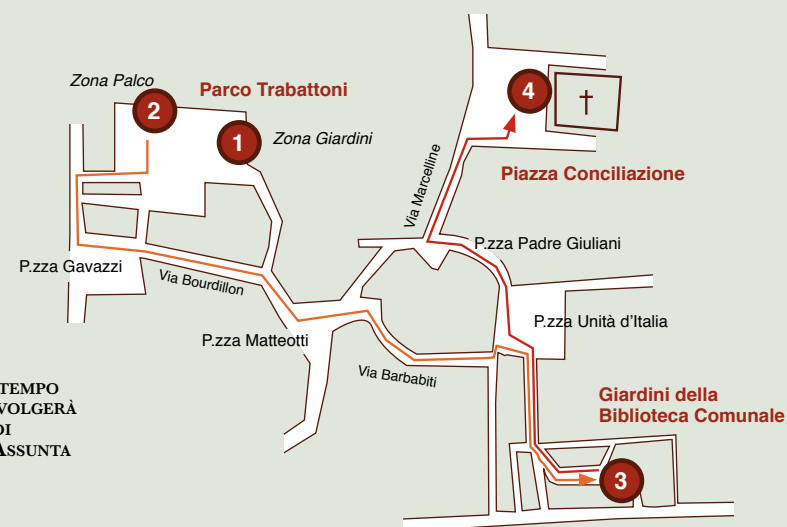 Zona Palco
Parco Trabattoni
2
1
Zona Giardini
4
†
Via Marcelline
Piazza Conciliazione
P.zza Padre Giuliani
P.zza Gavazzi
Via Bourdillon
P.zza Unità d'Italia
P.zza Matteotti
Via Barbabiti
TEMPO
VOLGERÀ
DI
ASSUNTA
Giardini della
Biblioteca Comunale
3